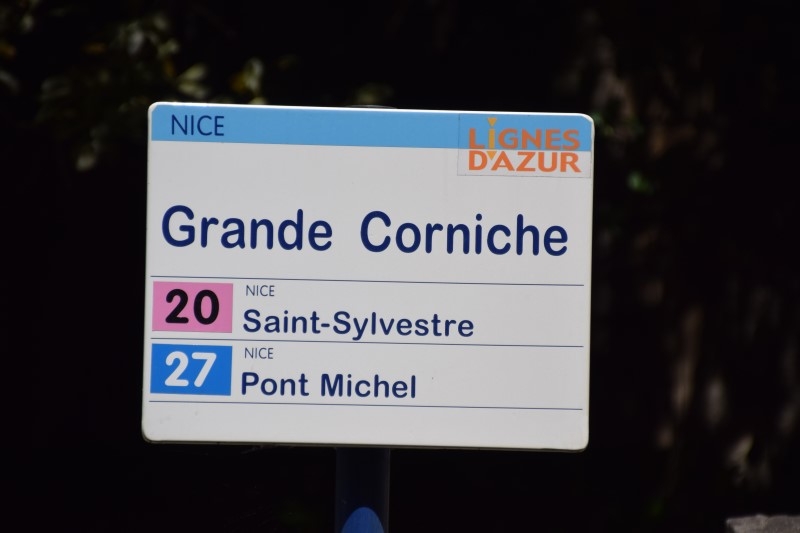 NICE
LIGNES
D'AZUR
Grande Corniche
20
NICE
Saint-Sylvestre
27
NICE
Pont Michel